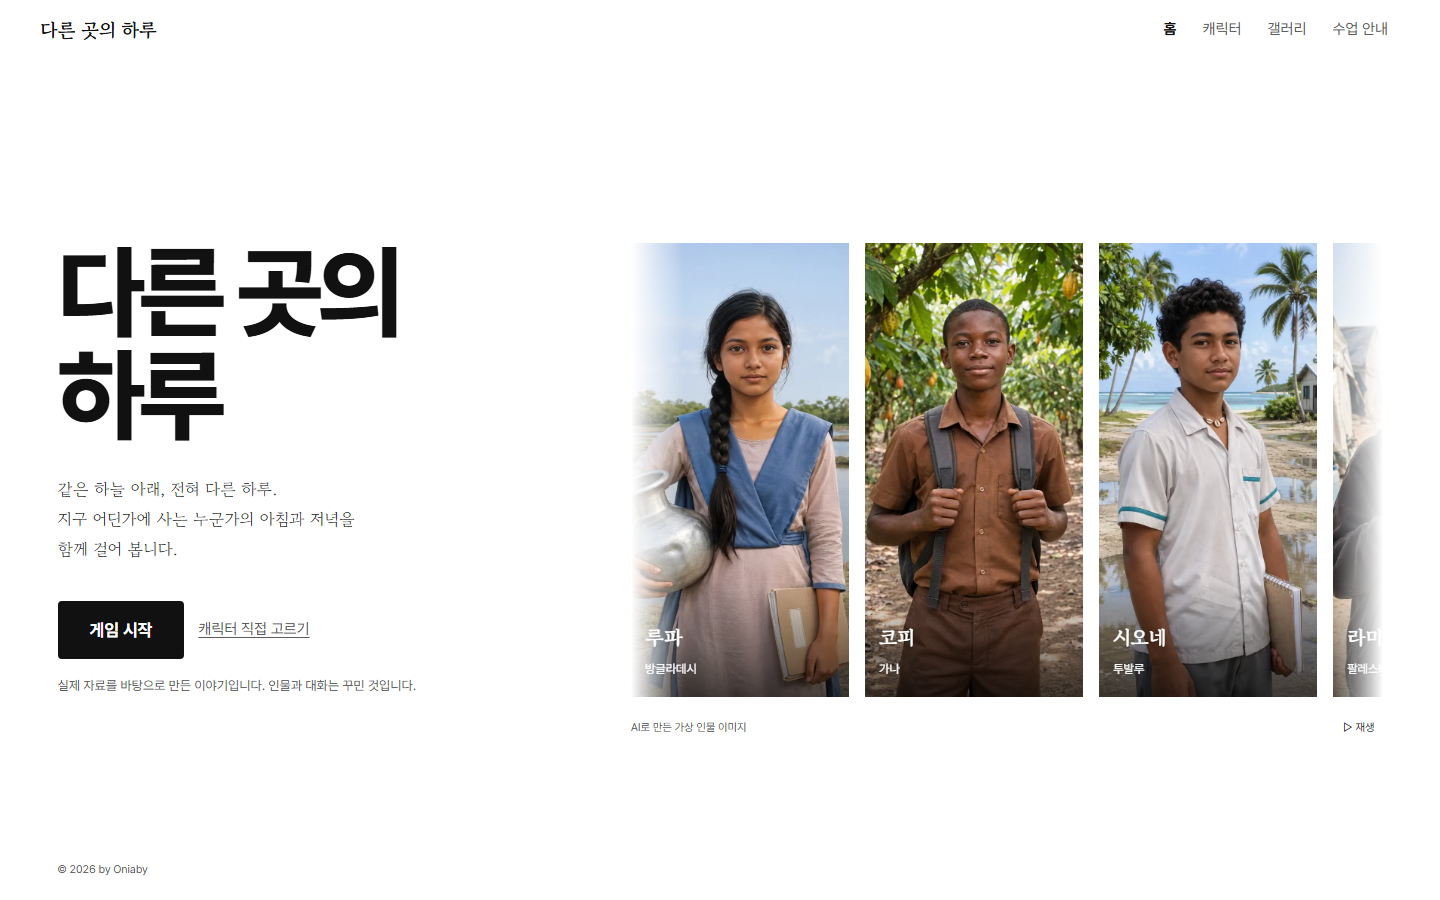 다른 곳의 하루
홈 캐릭터 갤러리 수업 안내
다른 곳의
하루
같은 하늘 아래, 전혀 다른 하루.
지구 어딘가에 사는 누군가의 아침과 저녁을
함께 걸어 봅니다.
게임 시작 캐릭터 직접 고르기
실제 자료를 바탕으로 만든 이야기입니다. 인물과 대화는 꾸민 것입니다.
루파
방글라데시
코피
가나
시오네
투발루
AI로 만든 가상 인물 이미지
▷ 재생
© 2026 by Oniaby